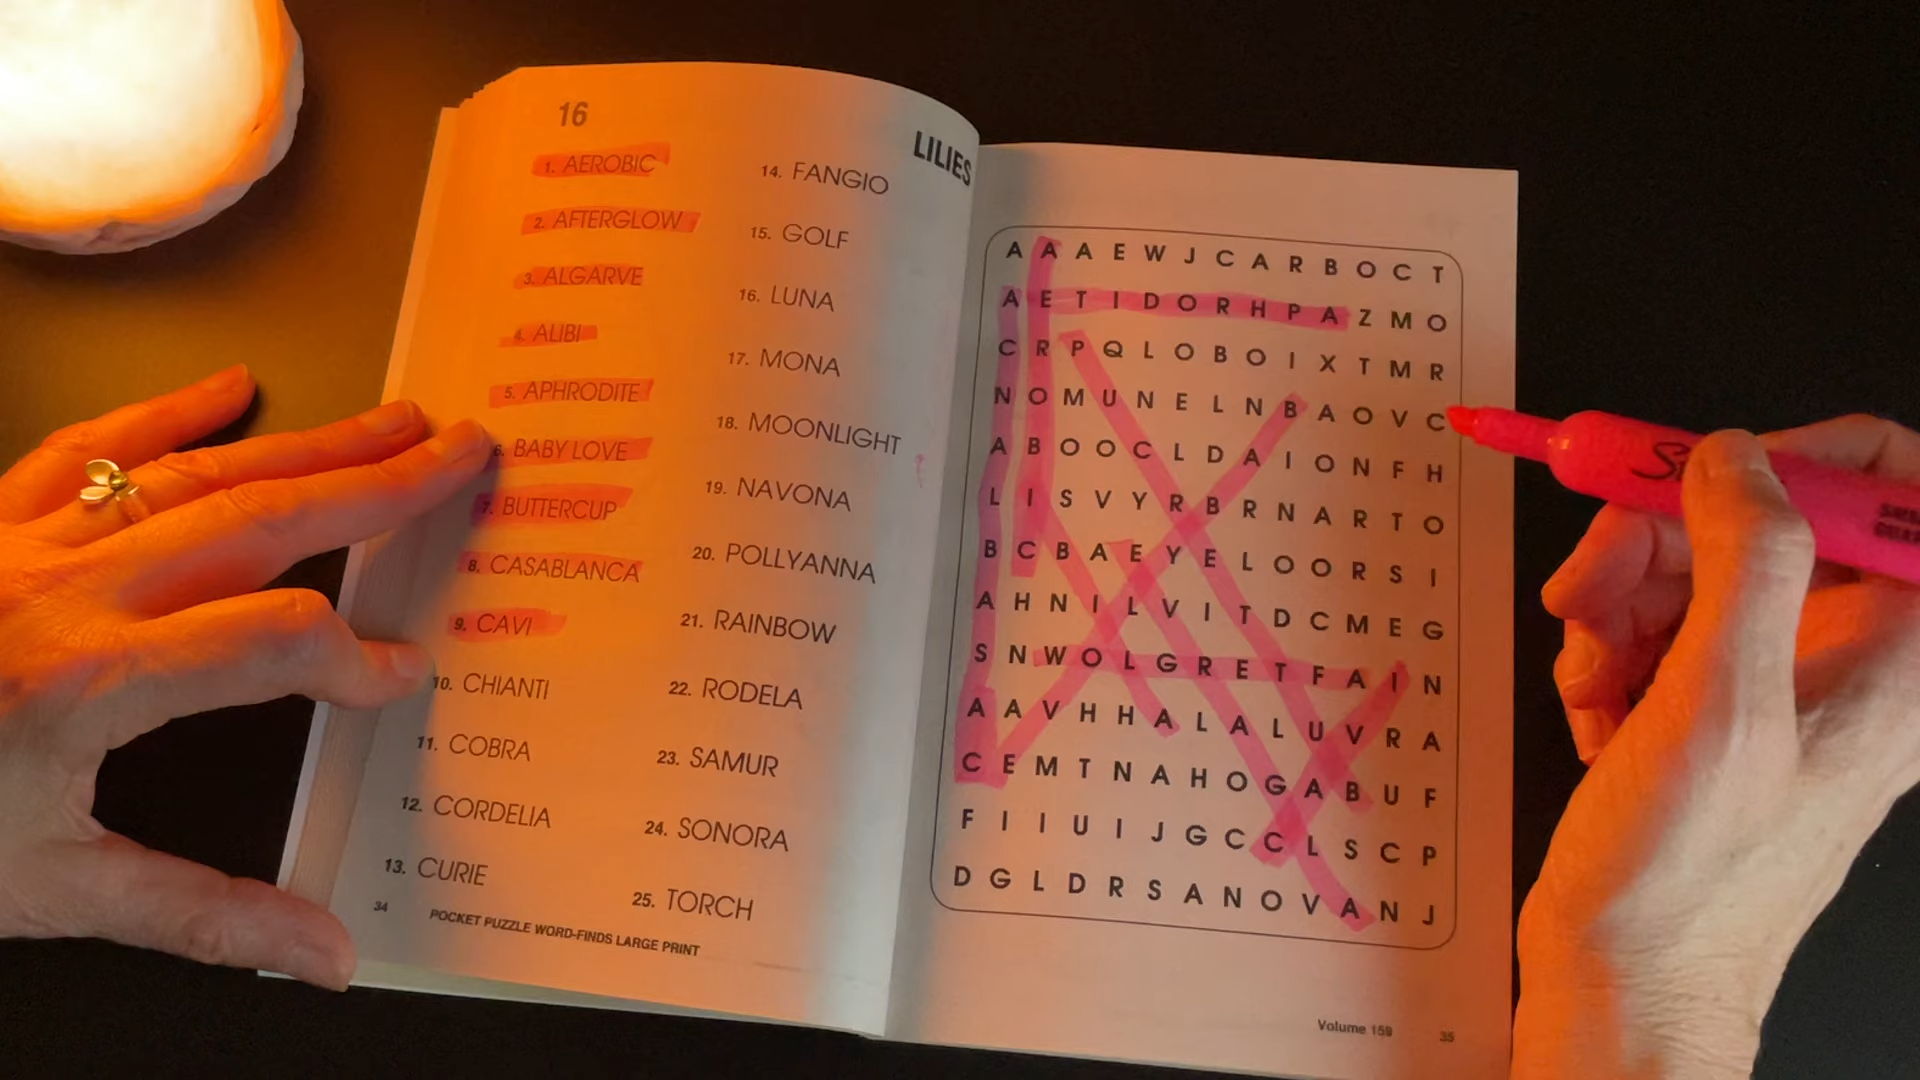 16
LILIES
1. AEROBIC
2. AFTERGLOW
3. ALGARVE
4. ALIBI
5. APHRODITE
6. BABY LOVE
7. BUTTERCUP
8. CASABLANCA
9. CAVI
10. CHIANTI
11. COBRA
12. CORDELIA
13. CURIE
14. FANGIO
15. GOLF
16. LUNA
17. MONA
18. MOONLIGHT
19. NAVONA
20. POLLYANNA
21. RAINBOW
22. RODELA
23. SAMUR
24. SONORA
25. TORCH
34
POCKET PUZZLE WORD-FINDS LARGE PRINT
A A A E W J C A R B O C T
A E T I D O R H P A Z M O
C R P Q L O B O I X T M R
N O M U N E L N B A O V C
A B O O C L D A I O N F H
L I S V Y R B R N A R T O
B C B A E Y E L O O R S I
A H N I L V I T D C M E G
S N W O L G R E T F A I N
A A V H H A L A L U V R A
C E M T N A H O G A B U F
F I I U I J G C C L S C P
D G L D R S A N O V A N J
Volume 159
35